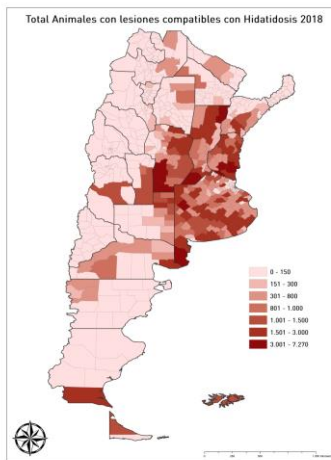 Total Animales con lesiones compatibles con Hidatidosis 2018
0 - 150
151 - 300
301 - 800
801 - 1.000
1.001 - 1.500
1.501 - 3.000
3.001 - 7.270